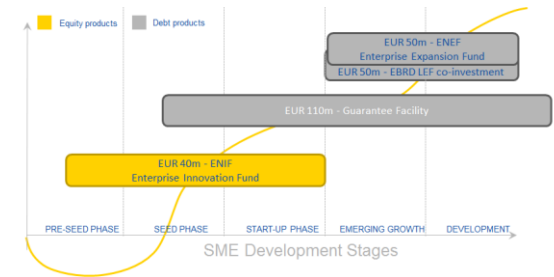 Equity products
Debt products
EUR 50m - ENEF
Enterprise Expansion Fund
EUR 50m - EBRD LEF co-investment
EUR 110m - Guarantee Facility
EUR 40m - ENIF
Enterprise Innovation Fund
PRE-SEED PHASE
SEED PHASE
START-UP PHASE
EMERGING GROWTH
DEVELOPMENT
SME Development Stages